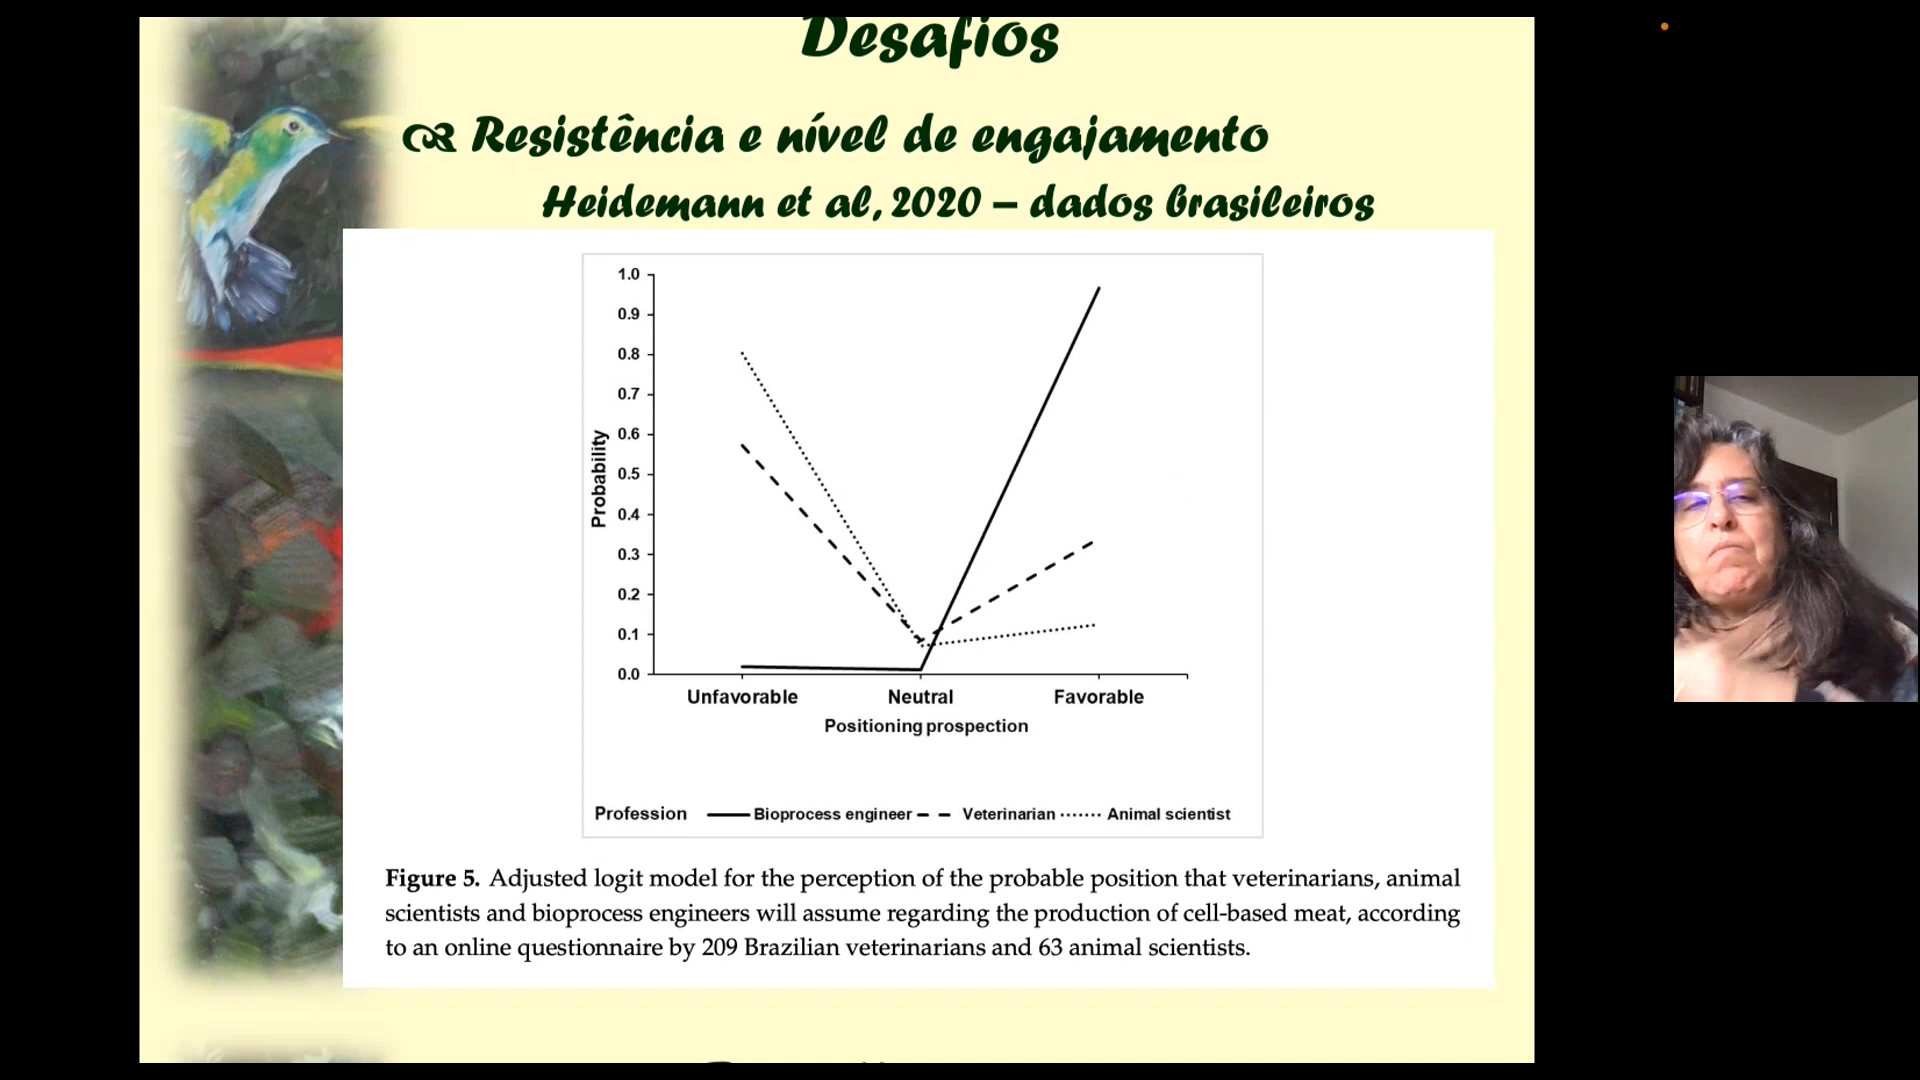 Desafios
Resistência e nível de engajamento
Heidemann et al, 2020 – dados brasileiros
1.0
0.9
0.8
0.7
0.6
0.5
0.4
0.3
0.2
0.1
0.0
Probability
Unfavorable Neutral Favorable
Positioning prospection
Profession Bioprocess engineer Veterinarian Animal scientist
Figure 5. Adjusted logit model for the perception of the probable position that veterinarians, animal
scientists and bioprocess engineers will assume regarding the production of cell-based meat, according
to an online questionnaire by 209 Brazilian veterinarians and 63 animal scientists.